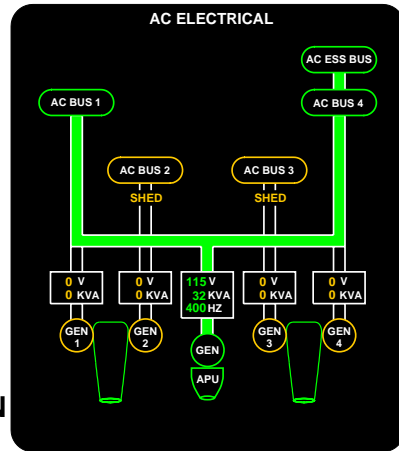 AC ELECTRICAL
AC ESS BUS
AC BUS 1
AC BUS 4
AC BUS 2
AC BUS 3
SHED
SHED
0 V
0 KVA
0 V
0 KVA
115 V
32 KVA
400 HZ
0 V
0 KVA
0 V
0 KVA
GEN
1
GEN
2
GEN
GEN
3
GEN
4
APU
N